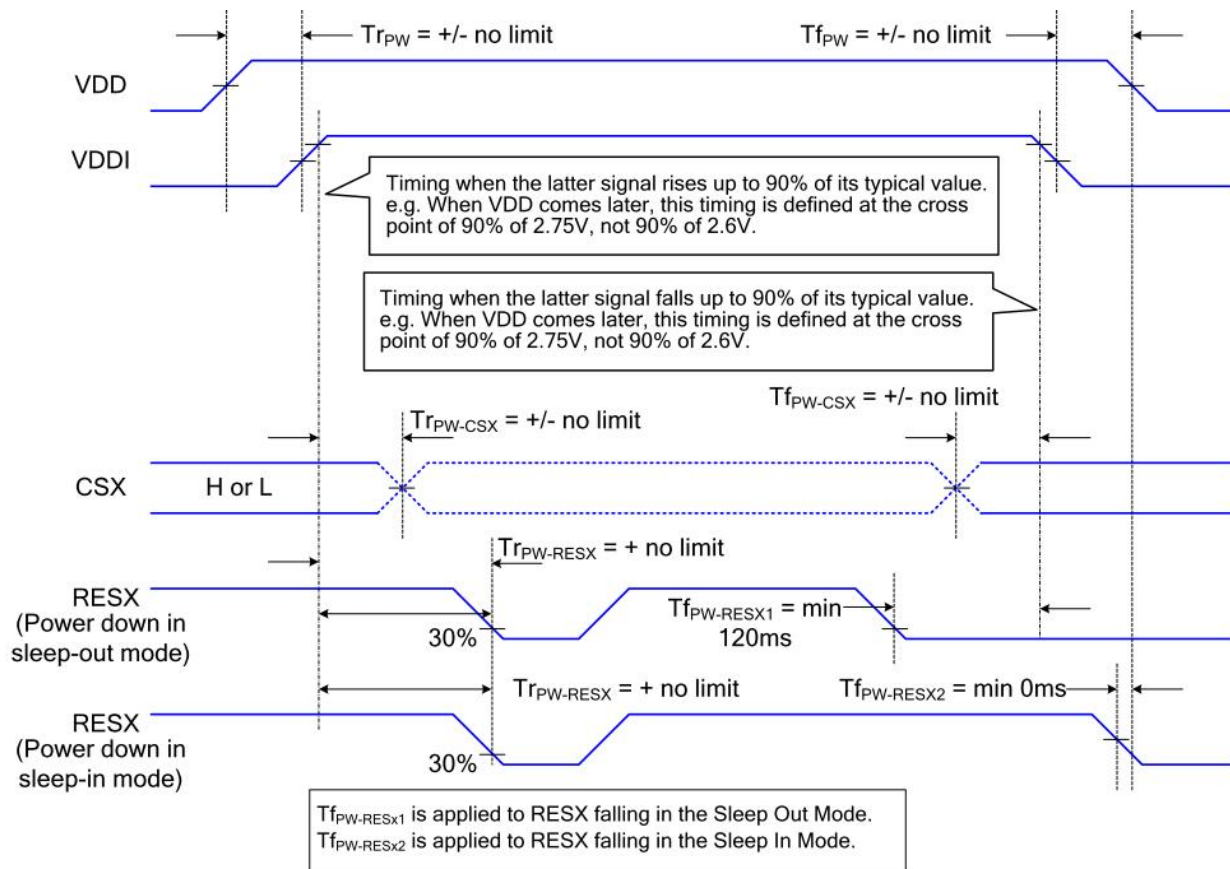 TrPW = +/- no limit
TfPW = +/- no limit
VDD
VDDI
Timing when the latter signal rises up to 90% of its typical value.
e.g. When VDD comes later, this timing is defined at the cross
point of 90% of 2.75V, not 90% of 2.6V.
Timing when the latter signal falls up to 90% of its typical value.
e.g. When VDD comes later, this timing is defined at the cross
point of 90% of 2.75V, not 90% of 2.6V.
TrPW-CSX = +/- no limit
TfPW-CSX = +/- no limit
CSX
H or L
TrPW-RESX = + no limit
RESX
(Power down in
sleep-out mode)
30%
TfPW-RESX1 = min
120ms
TrPW-RESX = + no limit
TfPW-RESX2 = min 0ms
RESX
(Power down in
sleep-in mode)
30%
TfPW-RESx1 is applied to RESX falling in the Sleep Out Mode.
TfPW-RESx2 is applied to RESX falling in the Sleep In Mode.